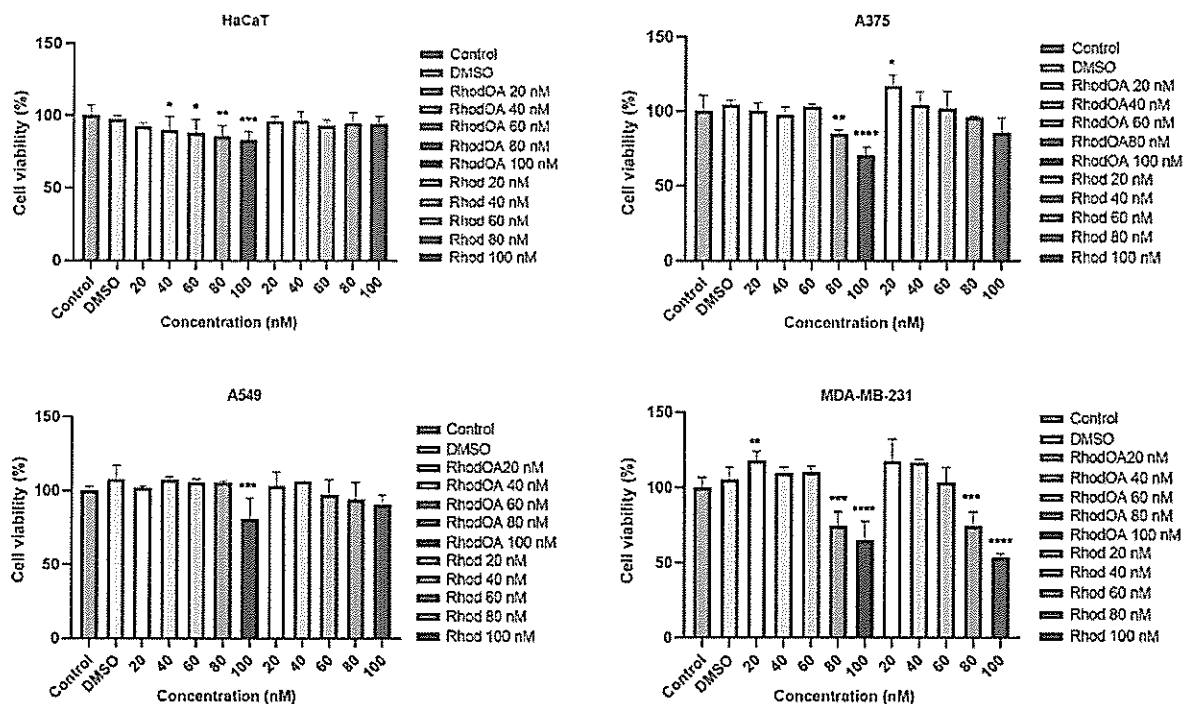 HaCaT
Cell viability (%)
150
100
50
0
* * ** ***
Control DMSO 20 40 60 80 100 20 40 60 80 100
Concentration (nM)
Control
DMSO
RhodOA 20 nM
RhodOA 40 nM
RhodOA 60 nM
RhodOA 80 nM
RhodOA 100 nM
Rhod 20 nM
Rhod 40 nM
Rhod 60 nM
Rhod 80 nM
Rhod 100 nM
A375
Cell viability (%)
150
100
50
0
** **** *
Control DMSO 20 40 60 80 100 20 40 60 80 100
Concentration (nM)
Control
DMSO
RhodOA 20 nM
RhodOA40 nM
RhodOA 60 nM
RhodOA80 nM
RhodOA 100 nM
Rhod 20 nM
Rhod 40 nM
Rhod 60 nM
Rhod 80 nM
Rhod 100 nM
A549
Cell viability (%)
150
100
50
0
***
Control DMSO 20 40 60 80 100 20 40 60 80 100
Concentration (nM)
Control
DMSO
RhodOA20 nM
RhodOA 40 nM
RhodOA 60 nM
RhodOA 80 nM
RhodOA 100 nM
Rhod 20 nM
Rhod 40 nM
Rhod 60 nM
Rhod 80 nM
Rhod 100 nM
MDA-MB-231
Cell viability (%)
150
100
50
0
** *** **** *** ****
Control DMSO 20 40 60 80 100 20 40 60 80 100
Concentration (nM)
Control
DMSO
RhodOA20 nM
RhodOA 40 nM
RhodOA 60 nM
RhodOA 80 nM
RhodOA 100 nM
Rhod 20 nM
Rhod 40 nM
Rhod 60 nM
Rhod 80 nM
Rhod 100 nM